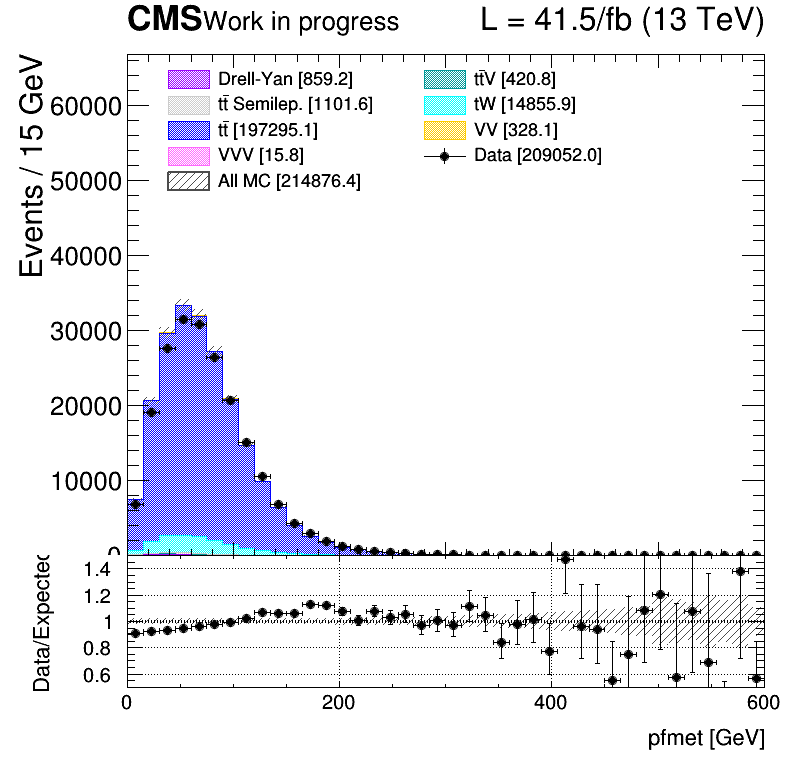 CMS Work in progress L = 41.5/fb (13 TeV)
Events / 15 GeV
Drell-Yan [859.2]
tt̄ Semilep. [1101.6]
tt̄ [197295.1]
VVV [15.8]
All MC [214876.4]
tt̄V [420.8]
tW [14855.9]
VV [328.1]
Data [209052.0]
60000
50000
40000
30000
20000
10000
0
Data/Expected
1.4
1.2
1
0.8
0.6
0 200 400 600
pfmet [GeV]